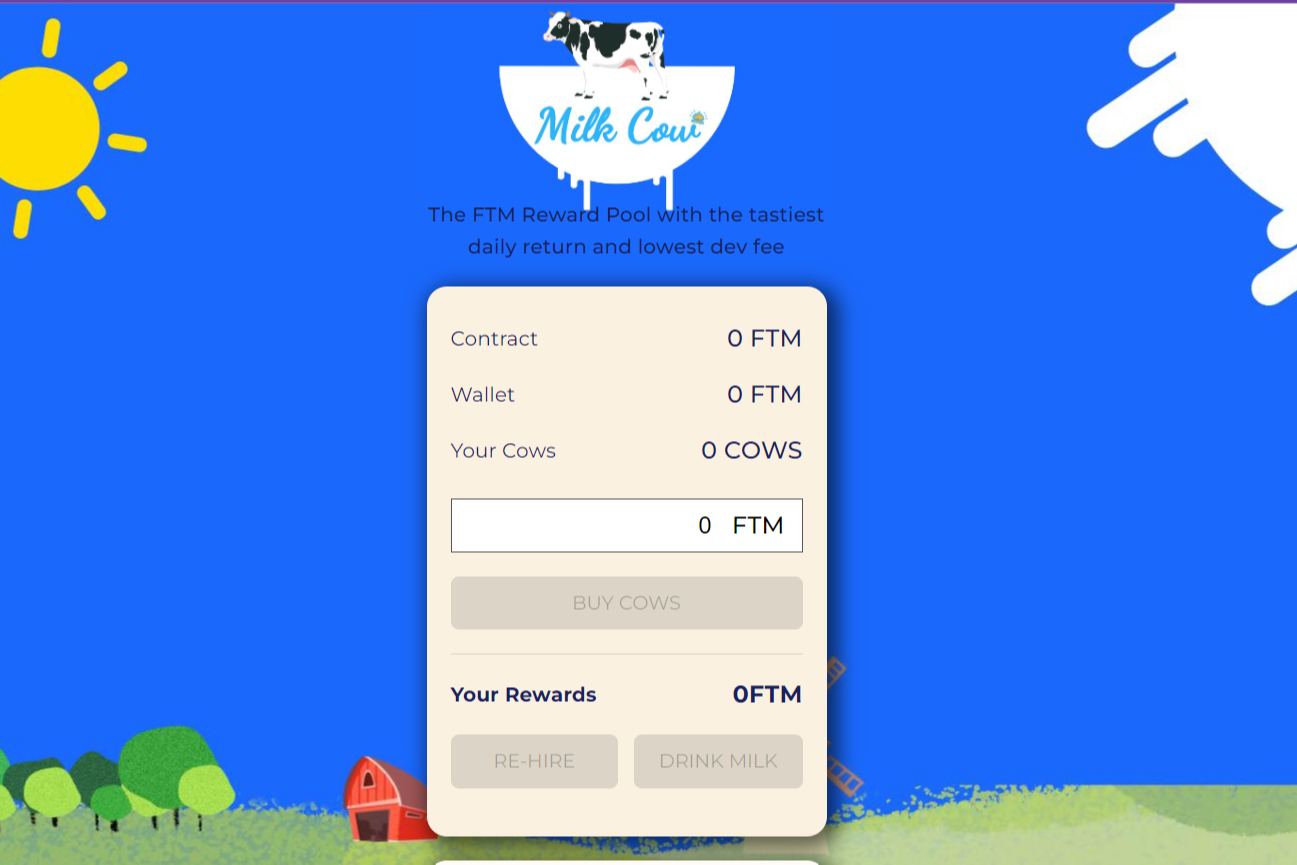 Milk Cow
The FTM Reward Pool with the tastiest
daily return and lowest dev fee
Contract 0 FTM
Wallet 0 FTM
Your Cows 0 COWS
0 FTM
BUY COWS
Your Rewards 0FTM
RE-HIRE DRINK MILK